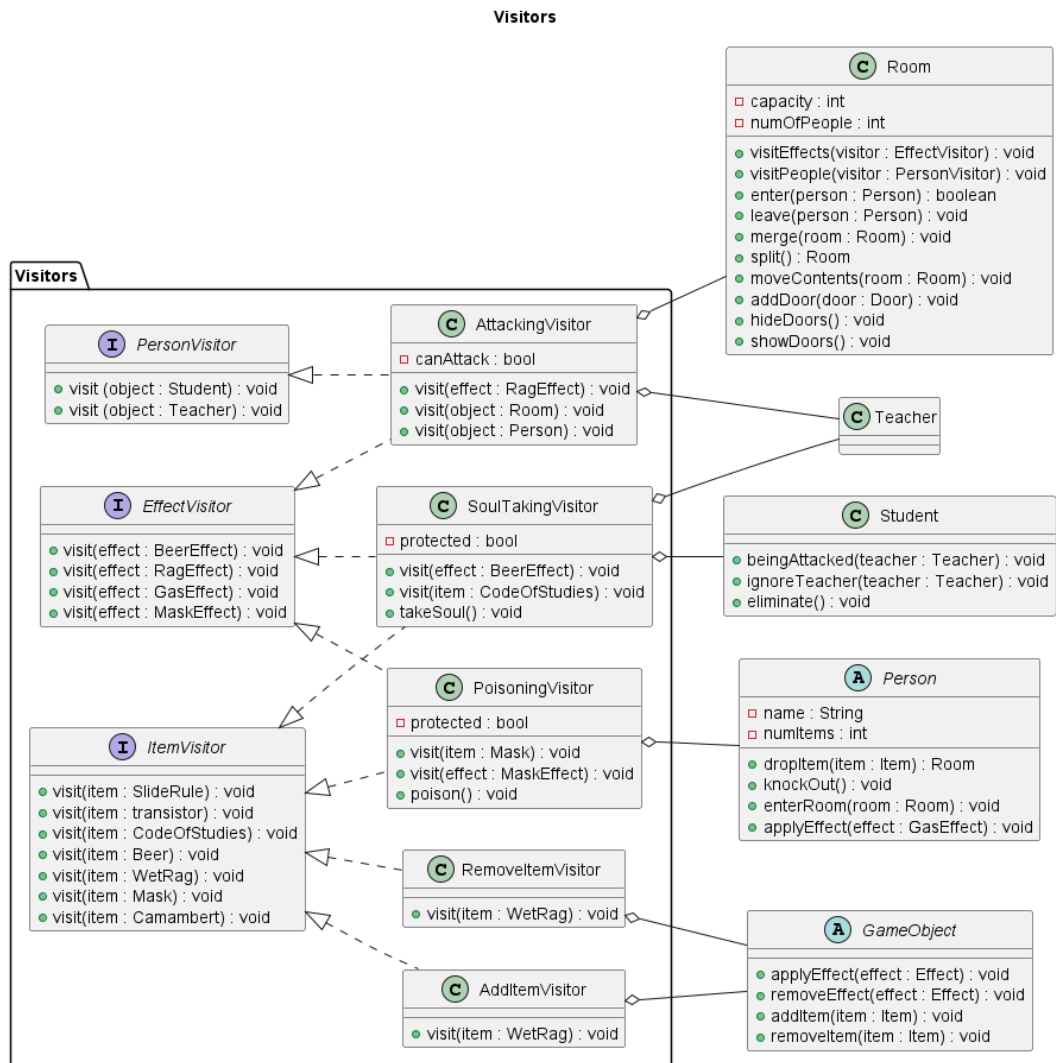 Visitors
C Room
capacity : int
numOfPeople : int
visitEffects(visitor : EffectVisitor) : void
visitPeople(visitor : PersonVisitor) : void
enter(person : Person) : boolean
leave(person : Person) : void
merge(room : Room) : void
split() : Room
moveContents(room : Room) : void
addDoor(door : Door) : void
hideDoors() : void
showDoors() : void
Visitors
I PersonVisitor
visit (object : Student) : void
visit (object : Teacher) : void
C AttackingVisitor
canAttack : bool
visit(effect : RagEffect) : void
visit(object : Room) : void
visit(object : Person) : void
C Teacher
I EffectVisitor
visit(effect : BeerEffect) : void
visit(effect : RagEffect) : void
visit(effect : GasEffect) : void
visit(effect : MaskEffect) : void
C SoulTakingVisitor
protected : bool
visit(effect : BeerEffect) : void
visit(item : CodeOfStudies) : void
takeSoul() : void
C Student
beingAttacked(teacher : Teacher) : void
ignoreTeacher(teacher : Teacher) : void
eliminate() : void
C PoisoningVisitor
protected : bool
visit(item : Mask) : void
visit(effect : MaskEffect) : void
poison() : void
A Person
name : String
numItems : int
dropItem(item : Item) : Room
knockOut() : void
enterRoom(room : Room) : void
applyEffect(effect : GasEffect) : void
I ItemVisitor
visit(item : SlideRule) : void
visit(item : transistor) : void
visit(item : CodeOfStudies) : void
visit(item : Beer) : void
visit(item : WetRag) : void
visit(item : Mask) : void
visit(item : Camambert) : void
C RemoveItemVisitor
visit(item : WetRag) : void
A GameObject
applyEffect(effect : Effect) : void
removeEffect(effect : Effect) : void
addItem(item : Item) : void
removeItem(item : Item) : void
C AddItemVisitor
visit(item : WetRag) : void